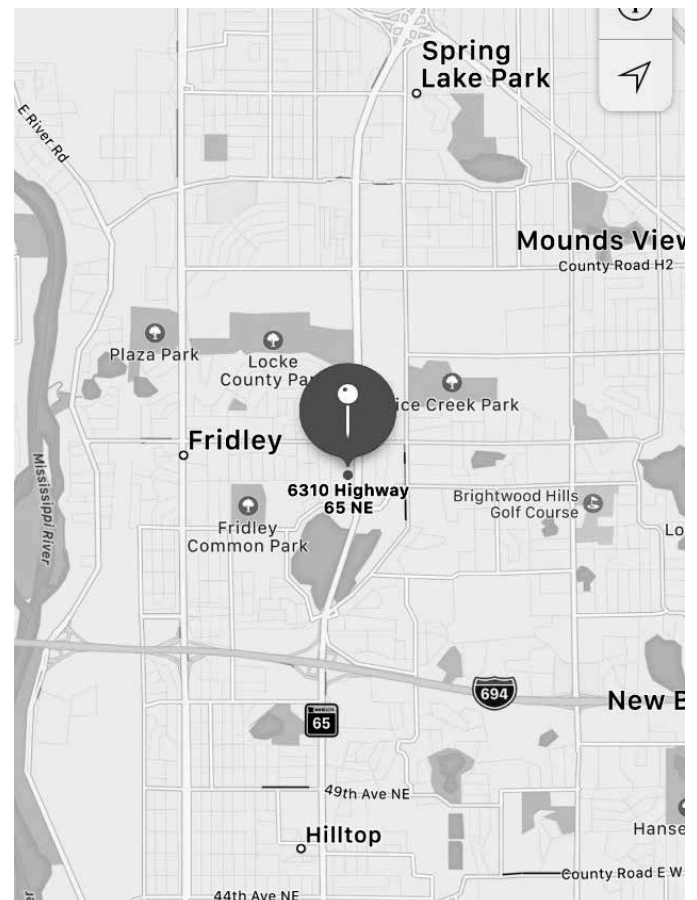 Spring
Lake Park
E River Rd
Mounds View
County Road H2
Plaza Park
Locke
County Pa
ice Creek Park
Fridley
6310 Highway
65 NE
Brightwood Hills
Golf Course
Fridley
Common Park
Mississippi River
Lo
694
New B
MINNESOTA
65
49th Ave NE
Hilltop
Hanse
County Road E W
44th Ave NE